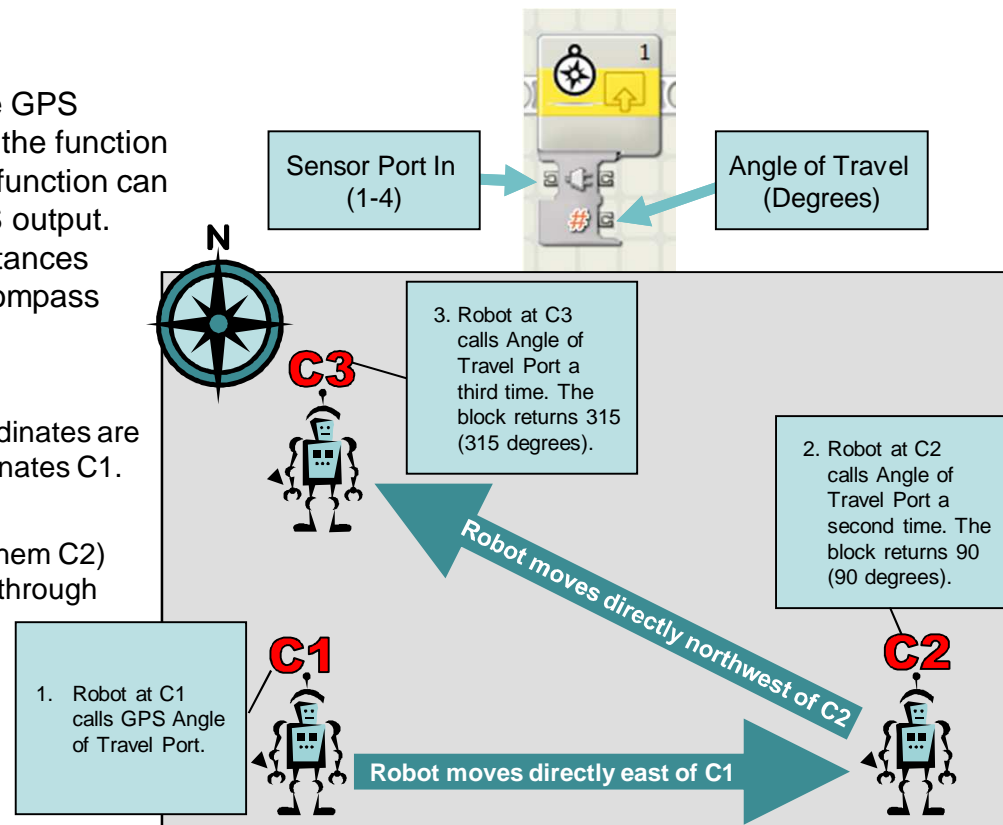 1
e GPS
the function
function can
S output.
tances
ompass
Sensor Port In
(1-4)
#
Angle of Travel
(Degrees)
N
dinates are
nates C1.
hem C2)
through
C3
3. Robot at C3
calls Angle of
Travel Port a
third time. The
block returns 315
(315 degrees).
2. Robot at C2
calls Angle of
Travel Port a
second time. The
block returns 90
(90 degrees).
Robot moves directly northwest of C2
C1
1. Robot at C1
calls GPS Angle
of Travel Port.
C2
Robot moves directly east of C1